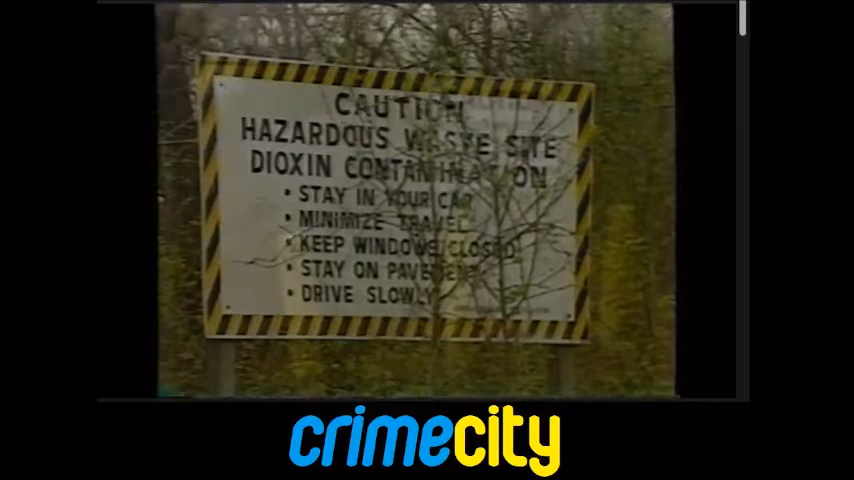 CAUTION
HAZARDOUS WASTE SITE
DIOXIN CONTAMINATION
• STAY IN YOUR CAR
• MINIMIZE TRAVEL
• KEEP WINDOWS CLOSED
• STAY ON PAVEMENT
• DRIVE SLOWLY
crimecity